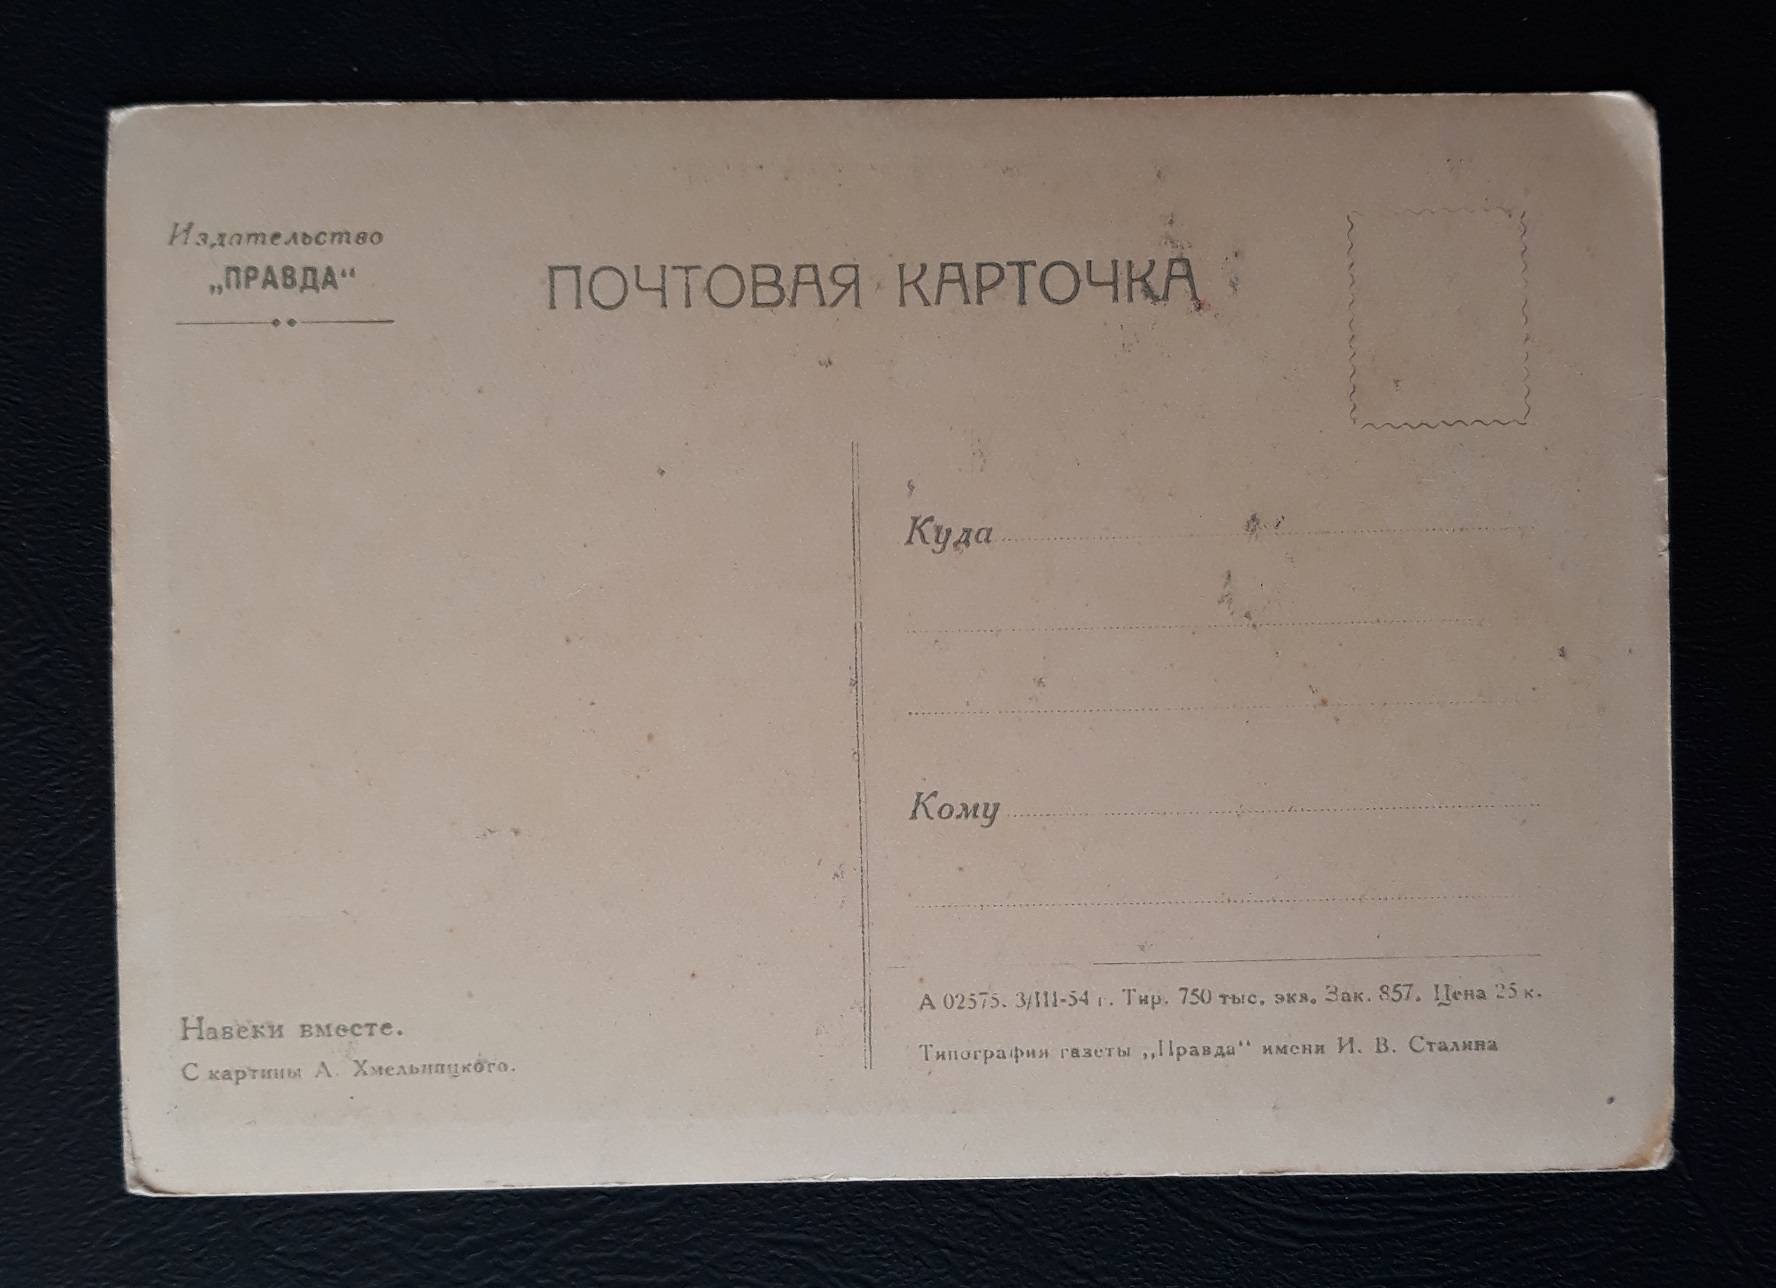 Издательство
„ПРАВДА“
ПОЧТОВАЯ КАРТОЧКА
Куда
Кому
Навеки вместе.
С картины А. Хмельницкого.
А 02575. 3/III-54 г. Тир. 750 тыс. экз. Зак. 857. Цена 25 к.
Типография газеты „Правда“ имени И. В. Сталина